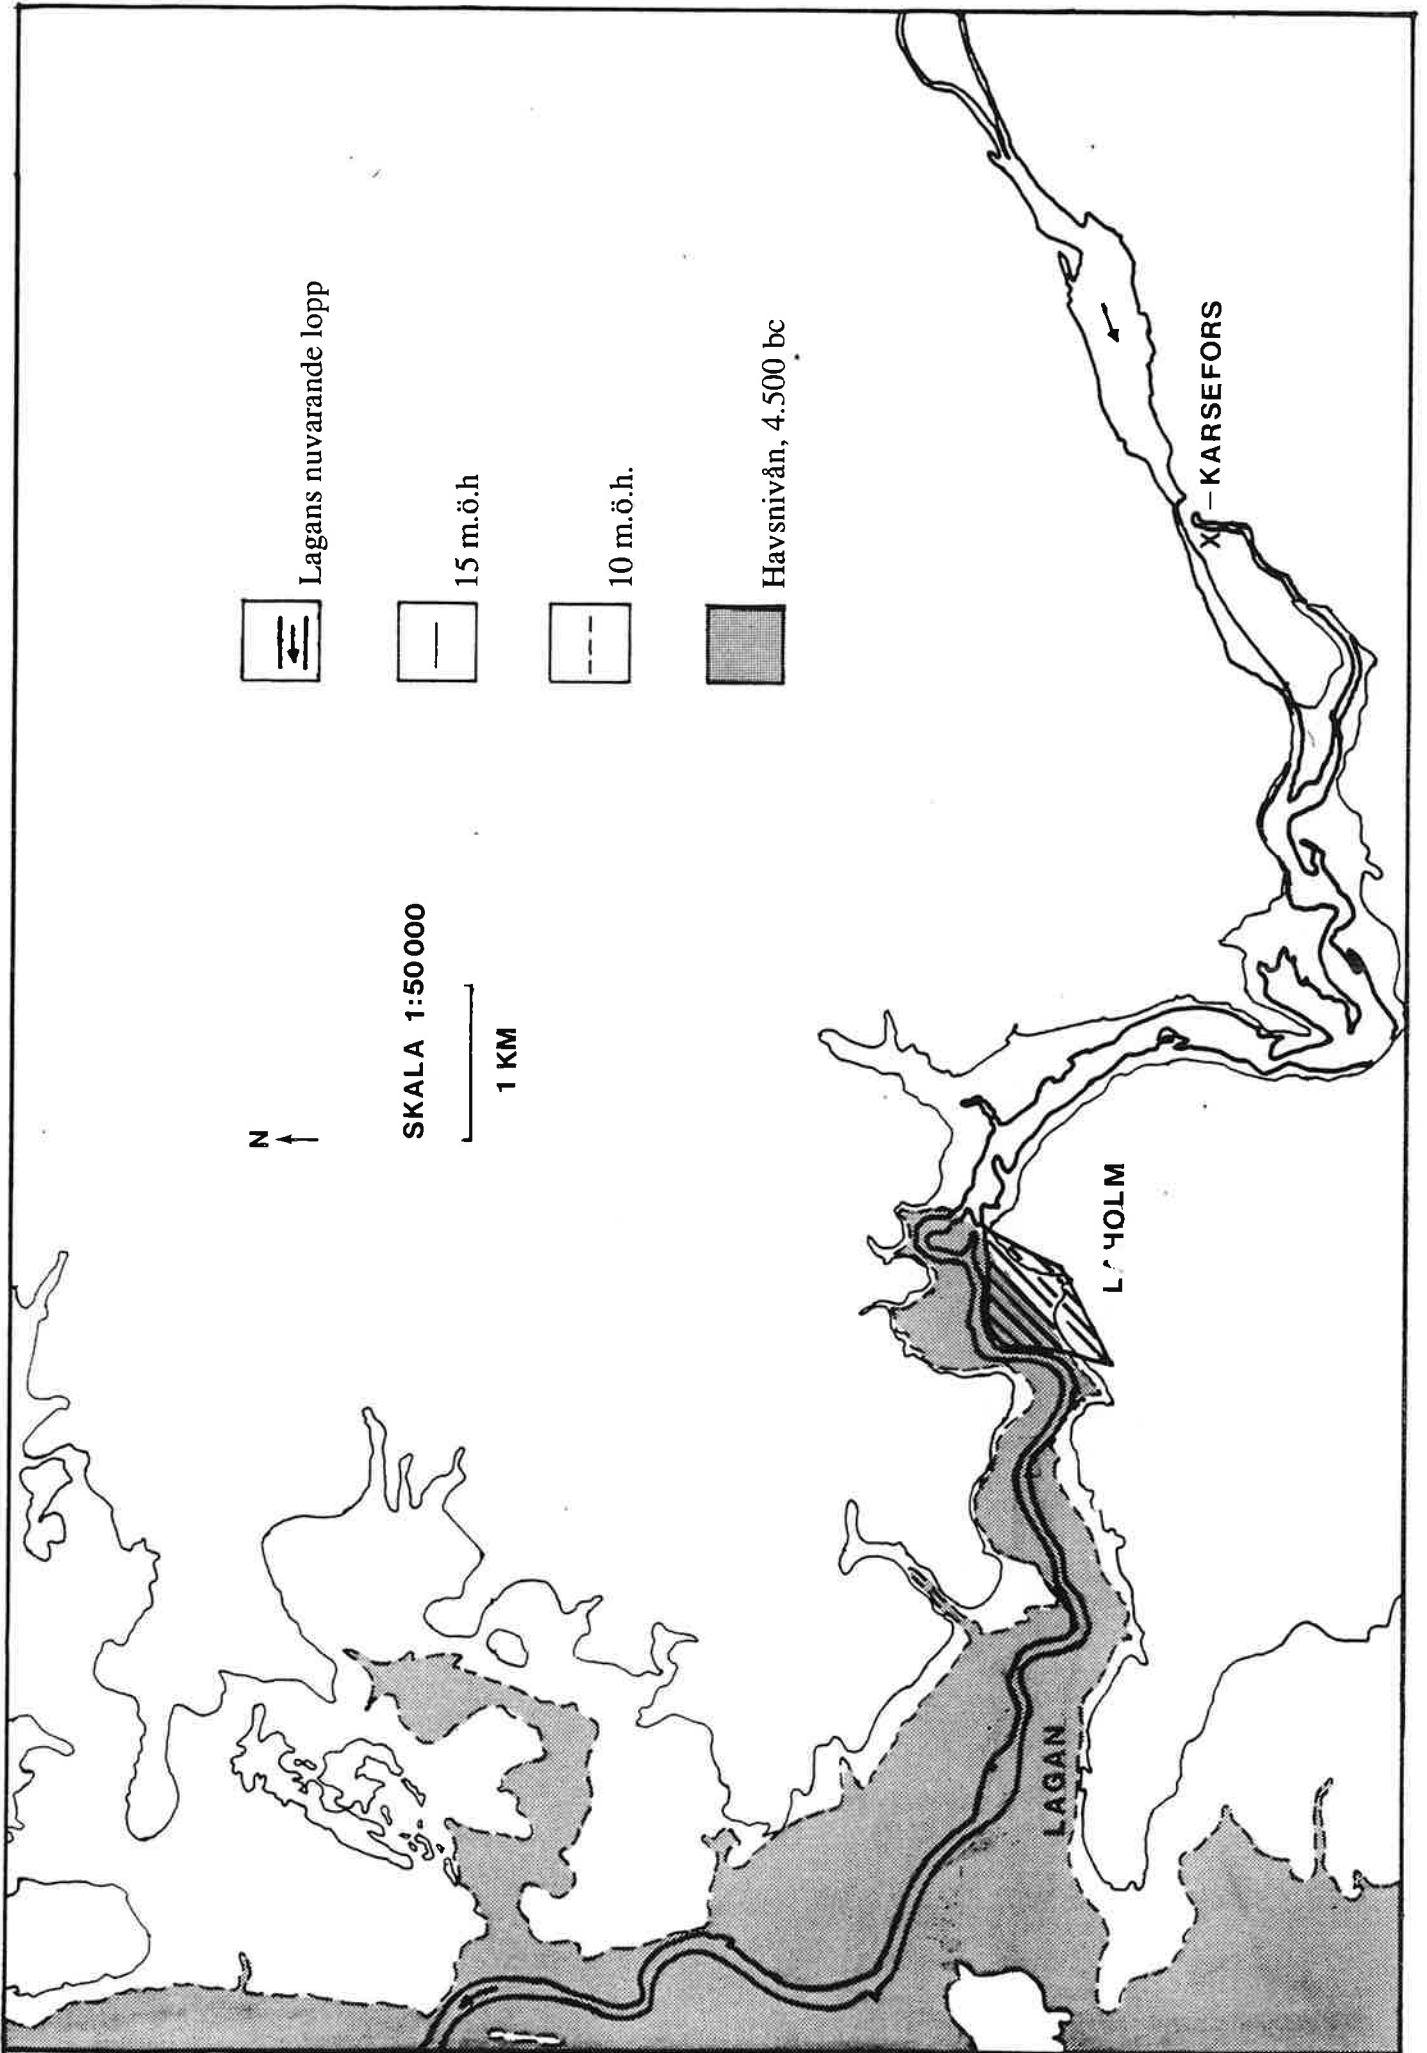 N
SKALA 1:50000
1 KM
Lagans nuvarande lopp
15 m.ö.h
10 m.ö.h.
Havsnivån, 4.500 bc
X – KARSEFORS
LAGAN